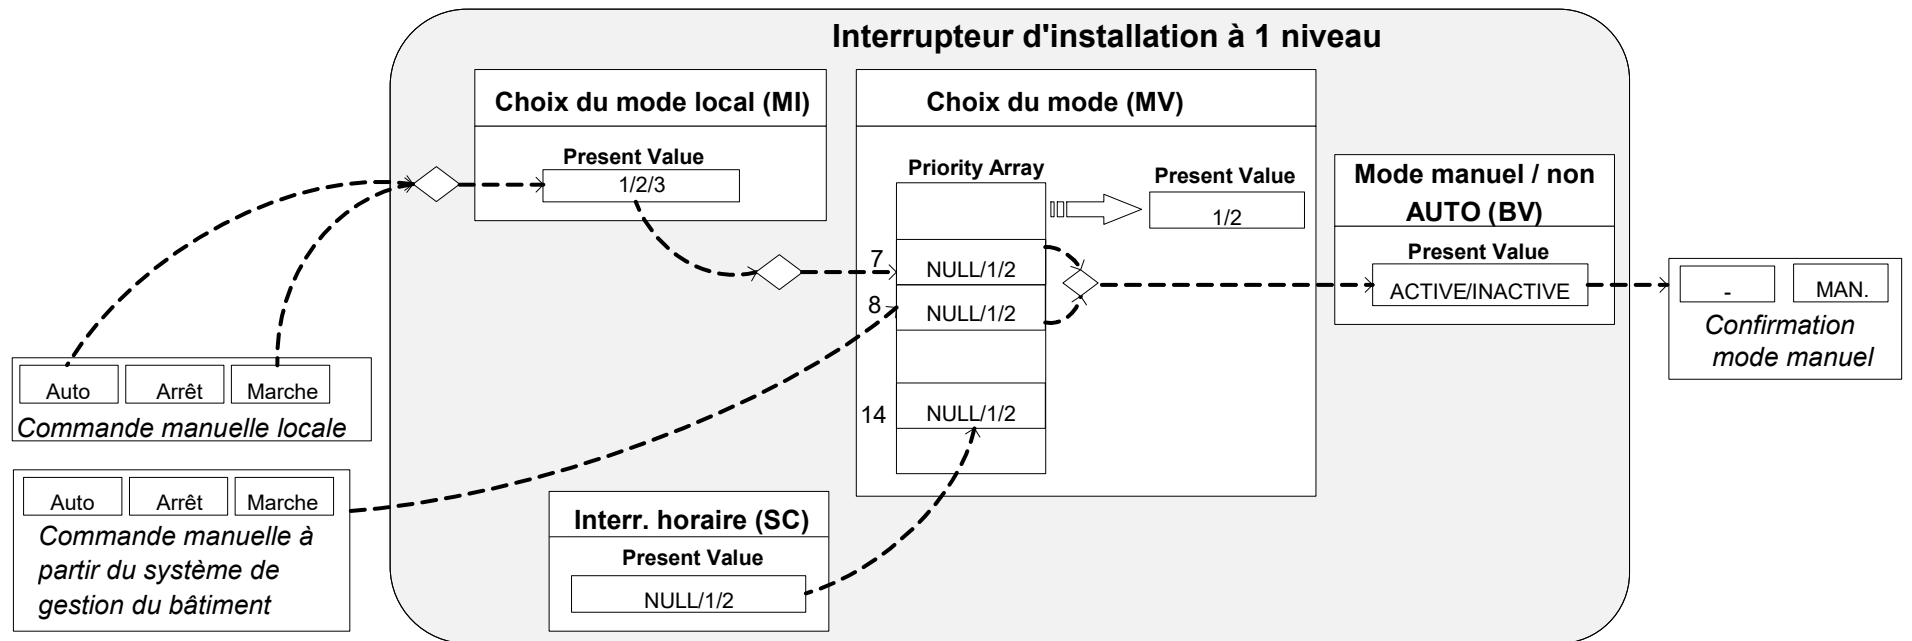 Interrupteur d'installation à 1 niveau
Choix du mode local (MI)
Present Value
1/2/3
Choix du mode (MV)
Priority Array
Present Value
1/2
7
NULL/1/2
8
NULL/1/2
14
NULL/1/2
Mode manuel / non
AUTO (BV)
Present Value
ACTIVE/INACTIVE
- MAN.
Confirmation
mode manuel
Auto Arrêt Marche
Commande manuelle locale
Auto Arrêt Marche
Commande manuelle à
partir du système de
gestion du bâtiment
Interr. horaire (SC)
Present Value
NULL/1/2